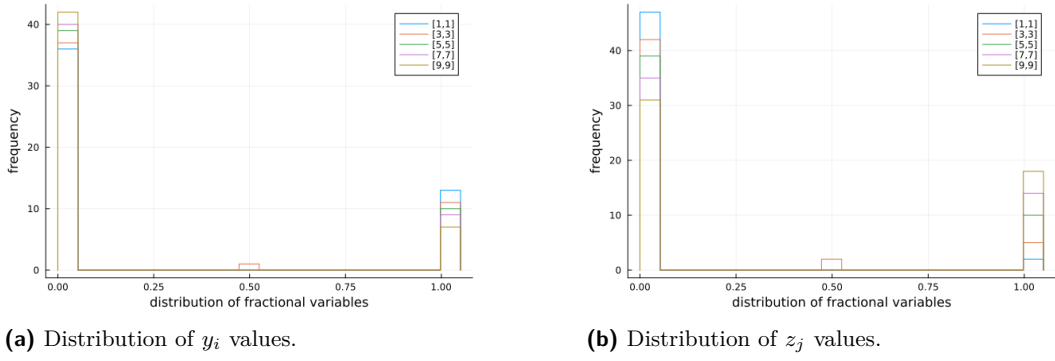 40
30
20
10
0
frequency
0.00 0.25 0.50 0.75 1.00
distribution of fractional variables
[1,1]
[3,3]
[5,5]
[7,7]
[9,9]
(a) Distribution of y_i values.
40
30
20
10
0
frequency
0.00 0.25 0.50 0.75 1.00
distribution of fractional variables
[1,1]
[3,3]
[5,5]
[7,7]
[9,9]
(b) Distribution of z_j values.